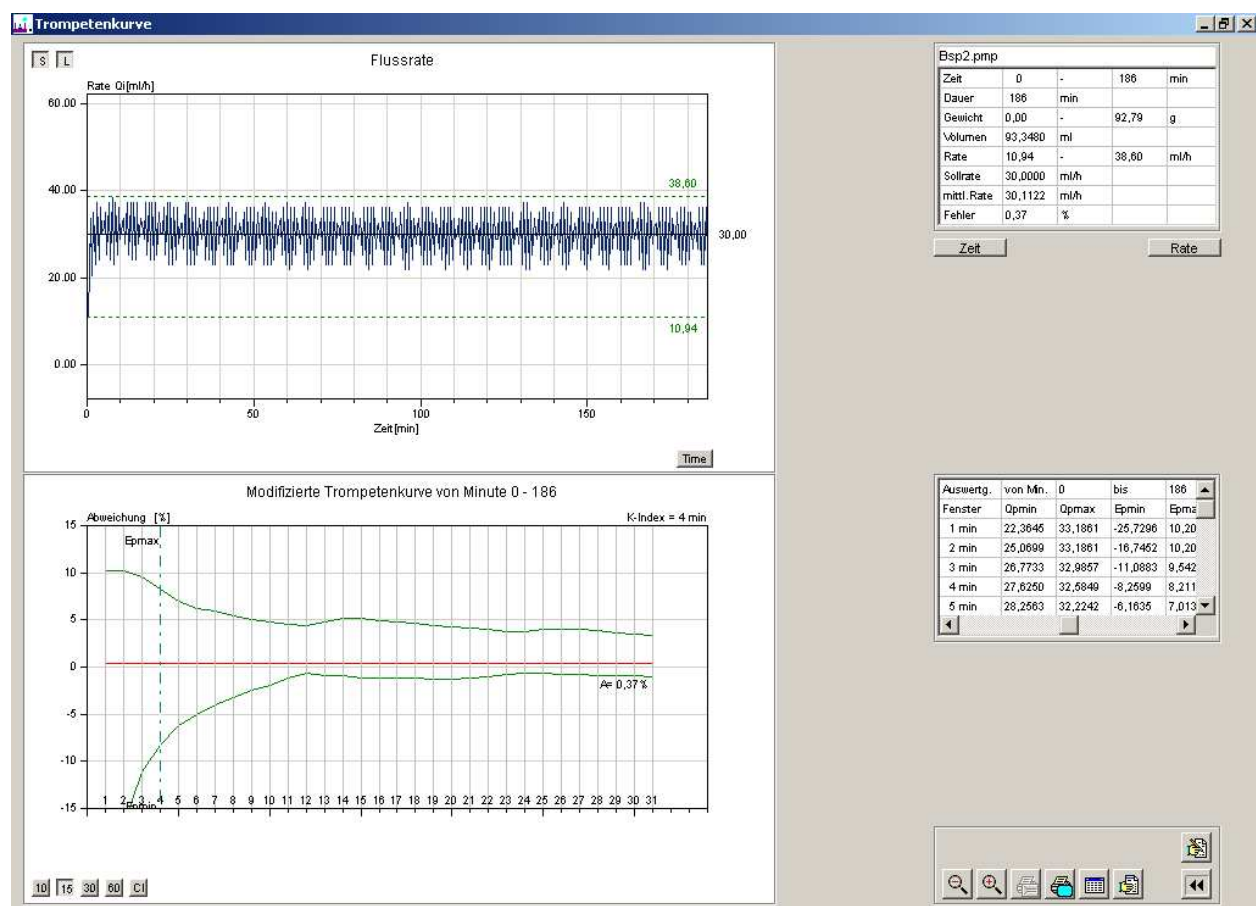 Trompetenkurve
S L
Flussrate
Rate Qi[ml/h]
60.00
40.00
20.00
0.00
38,60
30,00
10,94
0 50 100 150
Zeit[min]
Time
Modifizierte Trompetenkurve von Minute 0 - 186
Abweichung [%]
K-Index = 4 min
Epmax
15
10
5
0
-5
-10
-15
A= 0,37%
Epmin
1 2 3 4 5 6 7 8 9 10 11 12 13 14 15 16 17 18 19 20 21 22 23 24 25 26 27 28 29 30 31
10 15 30 60 CI
Bsp2.pmp
Zeit 0 - 186 min
Dauer 186 min
Gewicht 0,00 - 92,79 g
Volumen 93,3480 ml
Rate 10,94 - 38,60 ml/h
Sollrate 30,0000 ml/h
mittl.Rate 30,1122 ml/h
Fehler 0,37 %
Zeit Rate
Auswertg. von Min. 0 bis 186
Fenster Qpmin Qpmax Epmin Epma
1 min 22,3645 33,1861 -25,7296 10,20
2 min 25,0699 33,1861 -16,7452 10,20
3 min 26,7733 32,9857 -11,0883 9,542
4 min 27,6250 32,5849 -8,2599 8,211
5 min 28,2563 32,2242 -6,1635 7,013